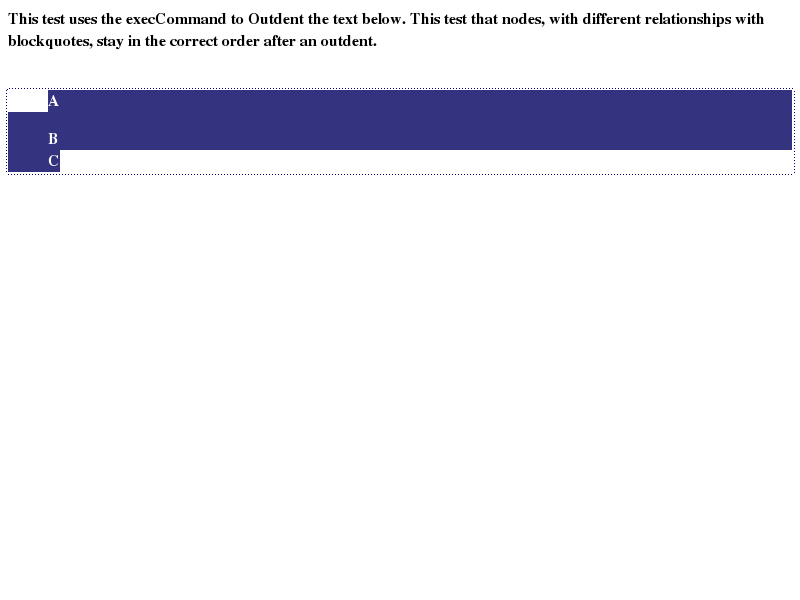 This test uses the execCommand to Outdent the text below. This test that nodes, with different relationships with
blockquotes, stay in the correct order after an outdent.
A
B
C